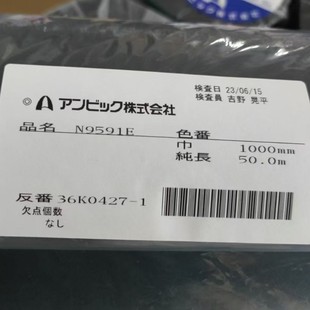 検査日 23/06/15
検査員 吉野 晃平
アンビック株式会社
品名 N9591E 色番
巾 1000mm
純長 50.0m
反番 36K0427-1
欠点個数
なし